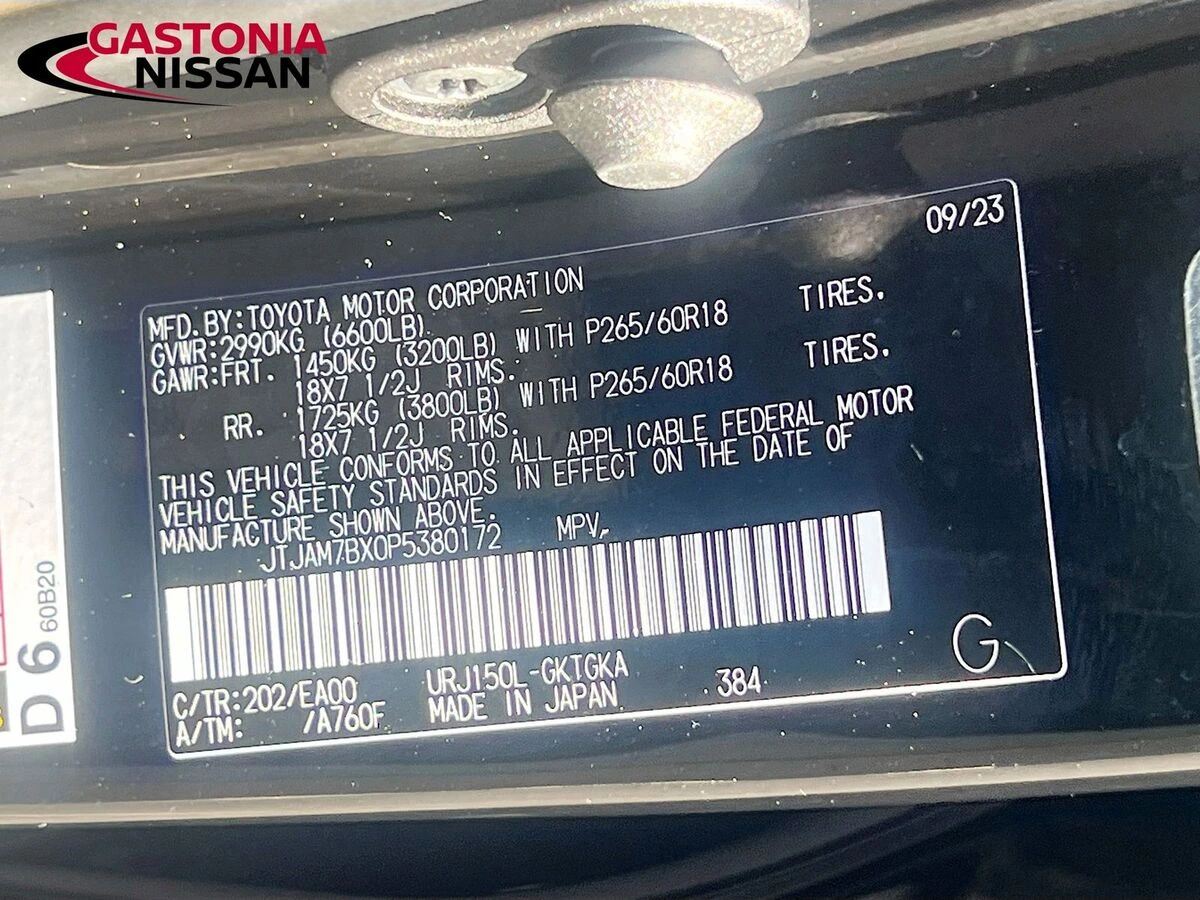 GASTONIA
NISSAN
09/23
MFD.BY:TOYOTA MOTOR CORPORATION
GVWR:2990KG (6600LB)
GAWR:FRT. 1450KG (3200LB) WITH P265/60R18 TIRES.
18X7 1/2J RIMS.
RR. 1725KG (3800LB) WITH P265/60R18 TIRES.
18X7 1/2J RIMS.
THIS VEHICLE CONFORMS TO ALL APPLICABLE FEDERAL MOTOR
VEHICLE SAFETY STANDARDS IN EFFECT ON THE DATE OF
MANUFACTURE SHOWN ABOVE.
JTJAM7BX0P5380172 MPV
C/TR:202/EA00 URJ150L-GKTGKA
A/TM: /A760F MADE IN JAPAN 384
G
D6
60B20